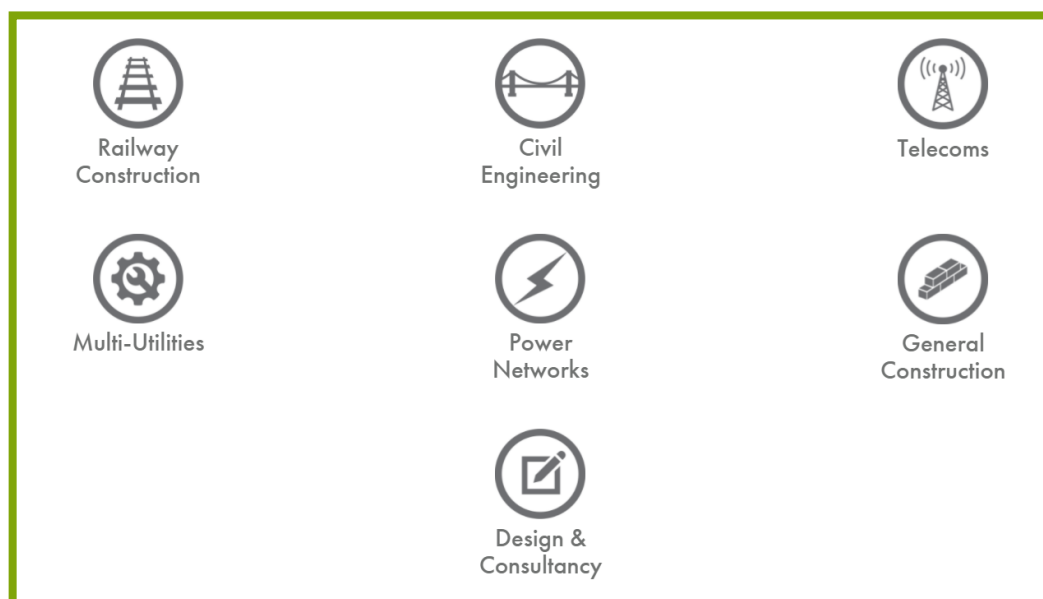 Railway
Construction
Civil
Engineering
Telecoms
Multi-Utilities
Power
Networks
General
Construction
Design &
Consultancy